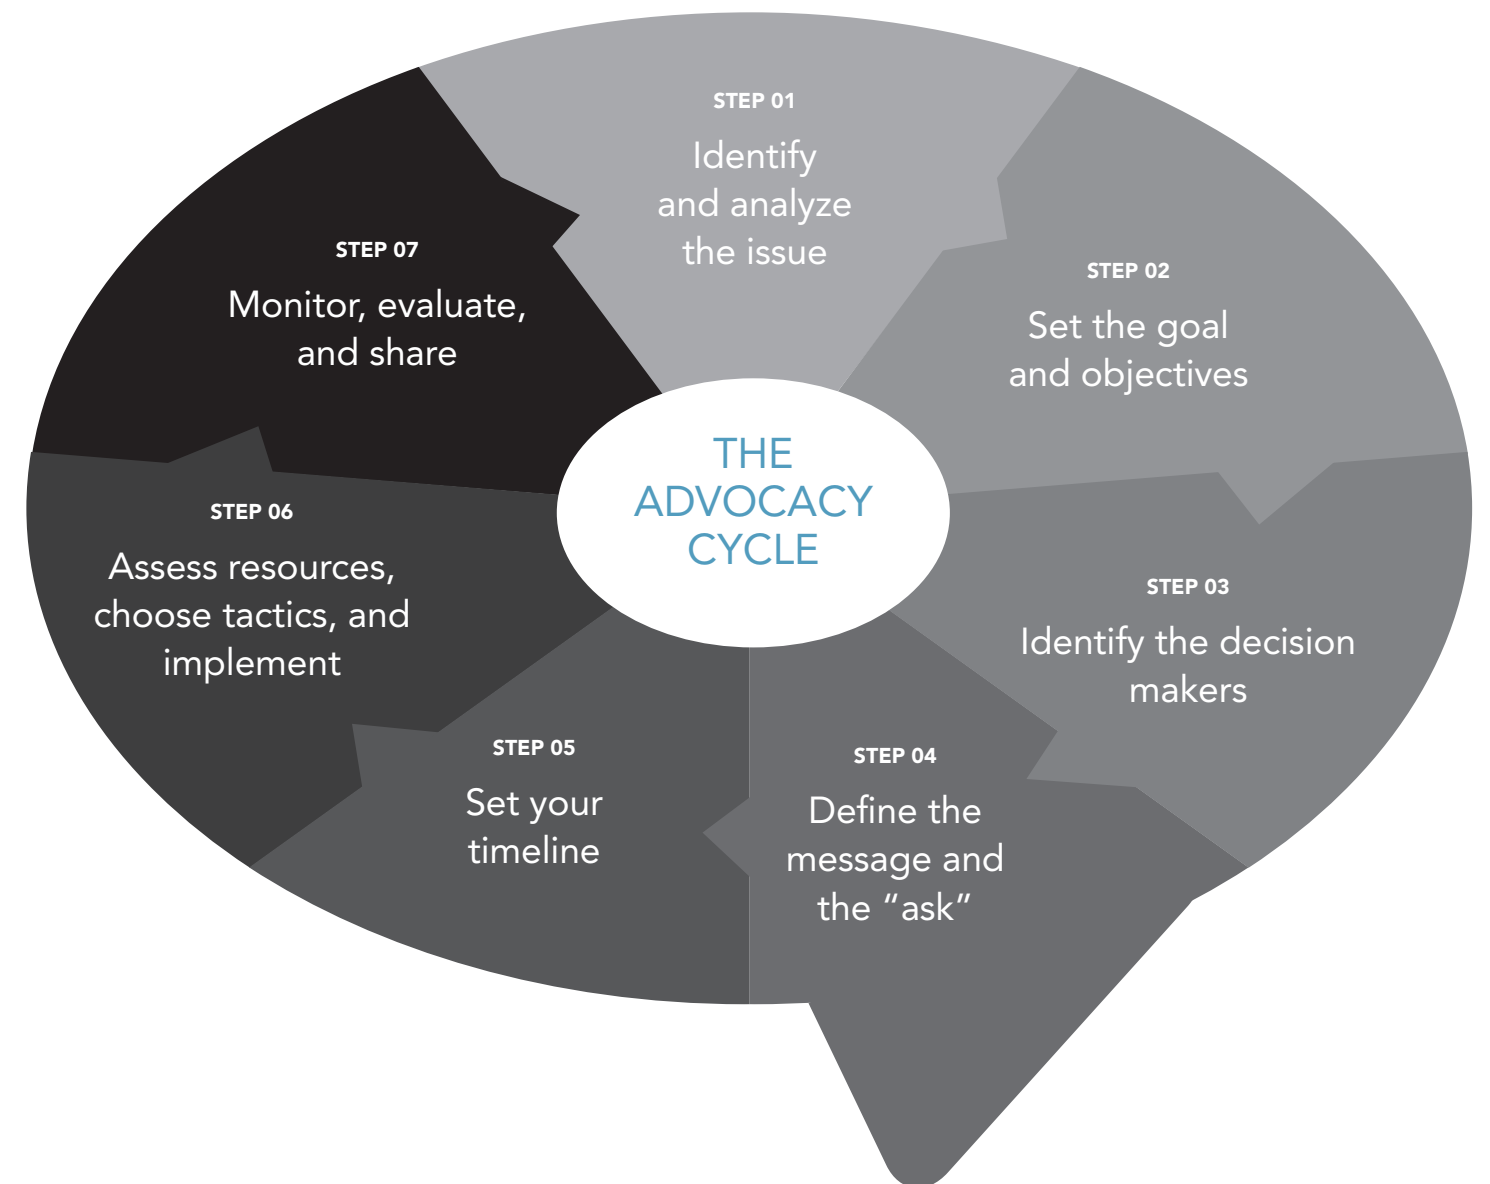 STEP 01
Identify
and analyze
the issue
STEP 02
Set the goal
and objectives
STEP 03
Identify the decision
makers
STEP 04
Define the
message and
the “ask”
STEP 05
Set your
timeline
STEP 06
Assess resources,
choose tactics, and
implement
STEP 07
Monitor, evaluate,
and share
THE
ADVOCACY
CYCLE